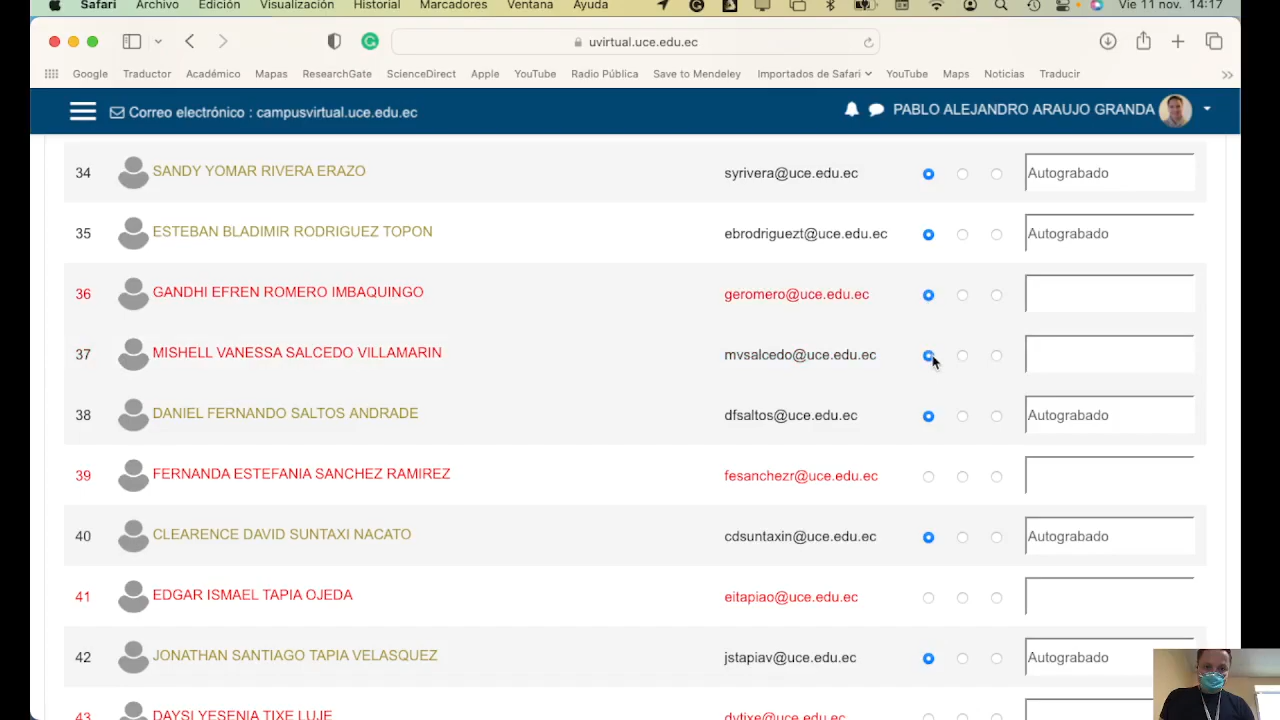 Safari Archivo Edición Visualización Historial Marcadores Ventana Ayuda Vie 11 nov. 14:17
uvirtual.uce.edu.ec
Google Traductor Académico Mapas ResearchGate ScienceDirect Apple YouTube Radio Pública Save to Mendeley Importados de Safari YouTube Maps Noticias Traducir
Correo electrónico : campusvirtual.uce.edu.ec PABLO ALEJANDRO ARAUJO GRANDA
34 SANDY YOMAR RIVERA ERAZO syrivera@uce.edu.ec Autograbado
35 ESTEBAN BLADIMIR RODRIGUEZ TOPON ebrodriguezt@uce.edu.ec Autograbado
36 GANDHI EFREN ROMERO IMBAQUINGO geromero@uce.edu.ec
37 MISHELL VANESSA SALCEDO VILLAMARIN mvsalcedo@uce.edu.ec
38 DANIEL FERNANDO SALTOS ANDRADE dfsaltos@uce.edu.ec Autograbado
39 FERNANDA ESTEFANIA SANCHEZ RAMIREZ fesanchezr@uce.edu.ec
40 CLEARENCE DAVID SUNTAXI NACATO cdsuntaxin@uce.edu.ec Autograbado
41 EDGAR ISMAEL TAPIA OJEDA eitapiao@uce.edu.ec
42 JONATHAN SANTIAGO TAPIA VELASQUEZ jstapiav@uce.edu.ec Autograbado
43 DAYSI YESENIA TIXE LUJE dytixe@uce.edu.ec